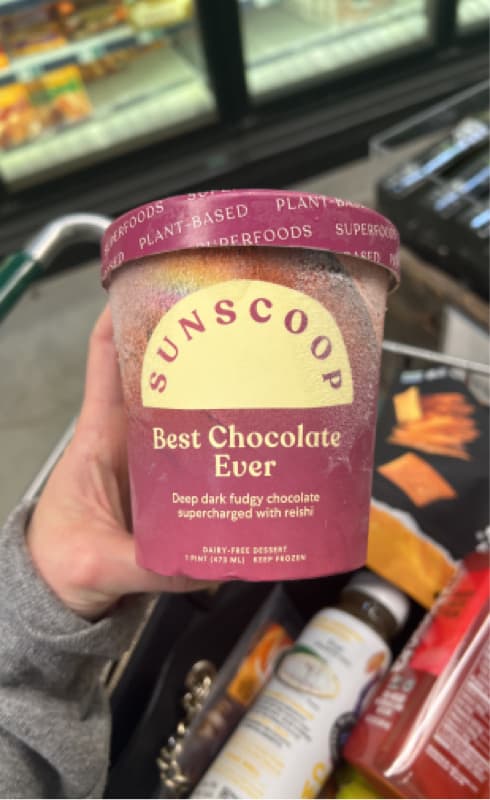 SUPERFOODS
PLANT-BASED
PLANT-BASED
SUPERFOODS
SUPERFOODS
BASED
SUNSCOOP
Best Chocolate
Ever
Deep dark fudgy chocolate
supercharged with reishi
DAIRY-FREE DESSERT
1 PINT (473 ML) KEEP FROZEN